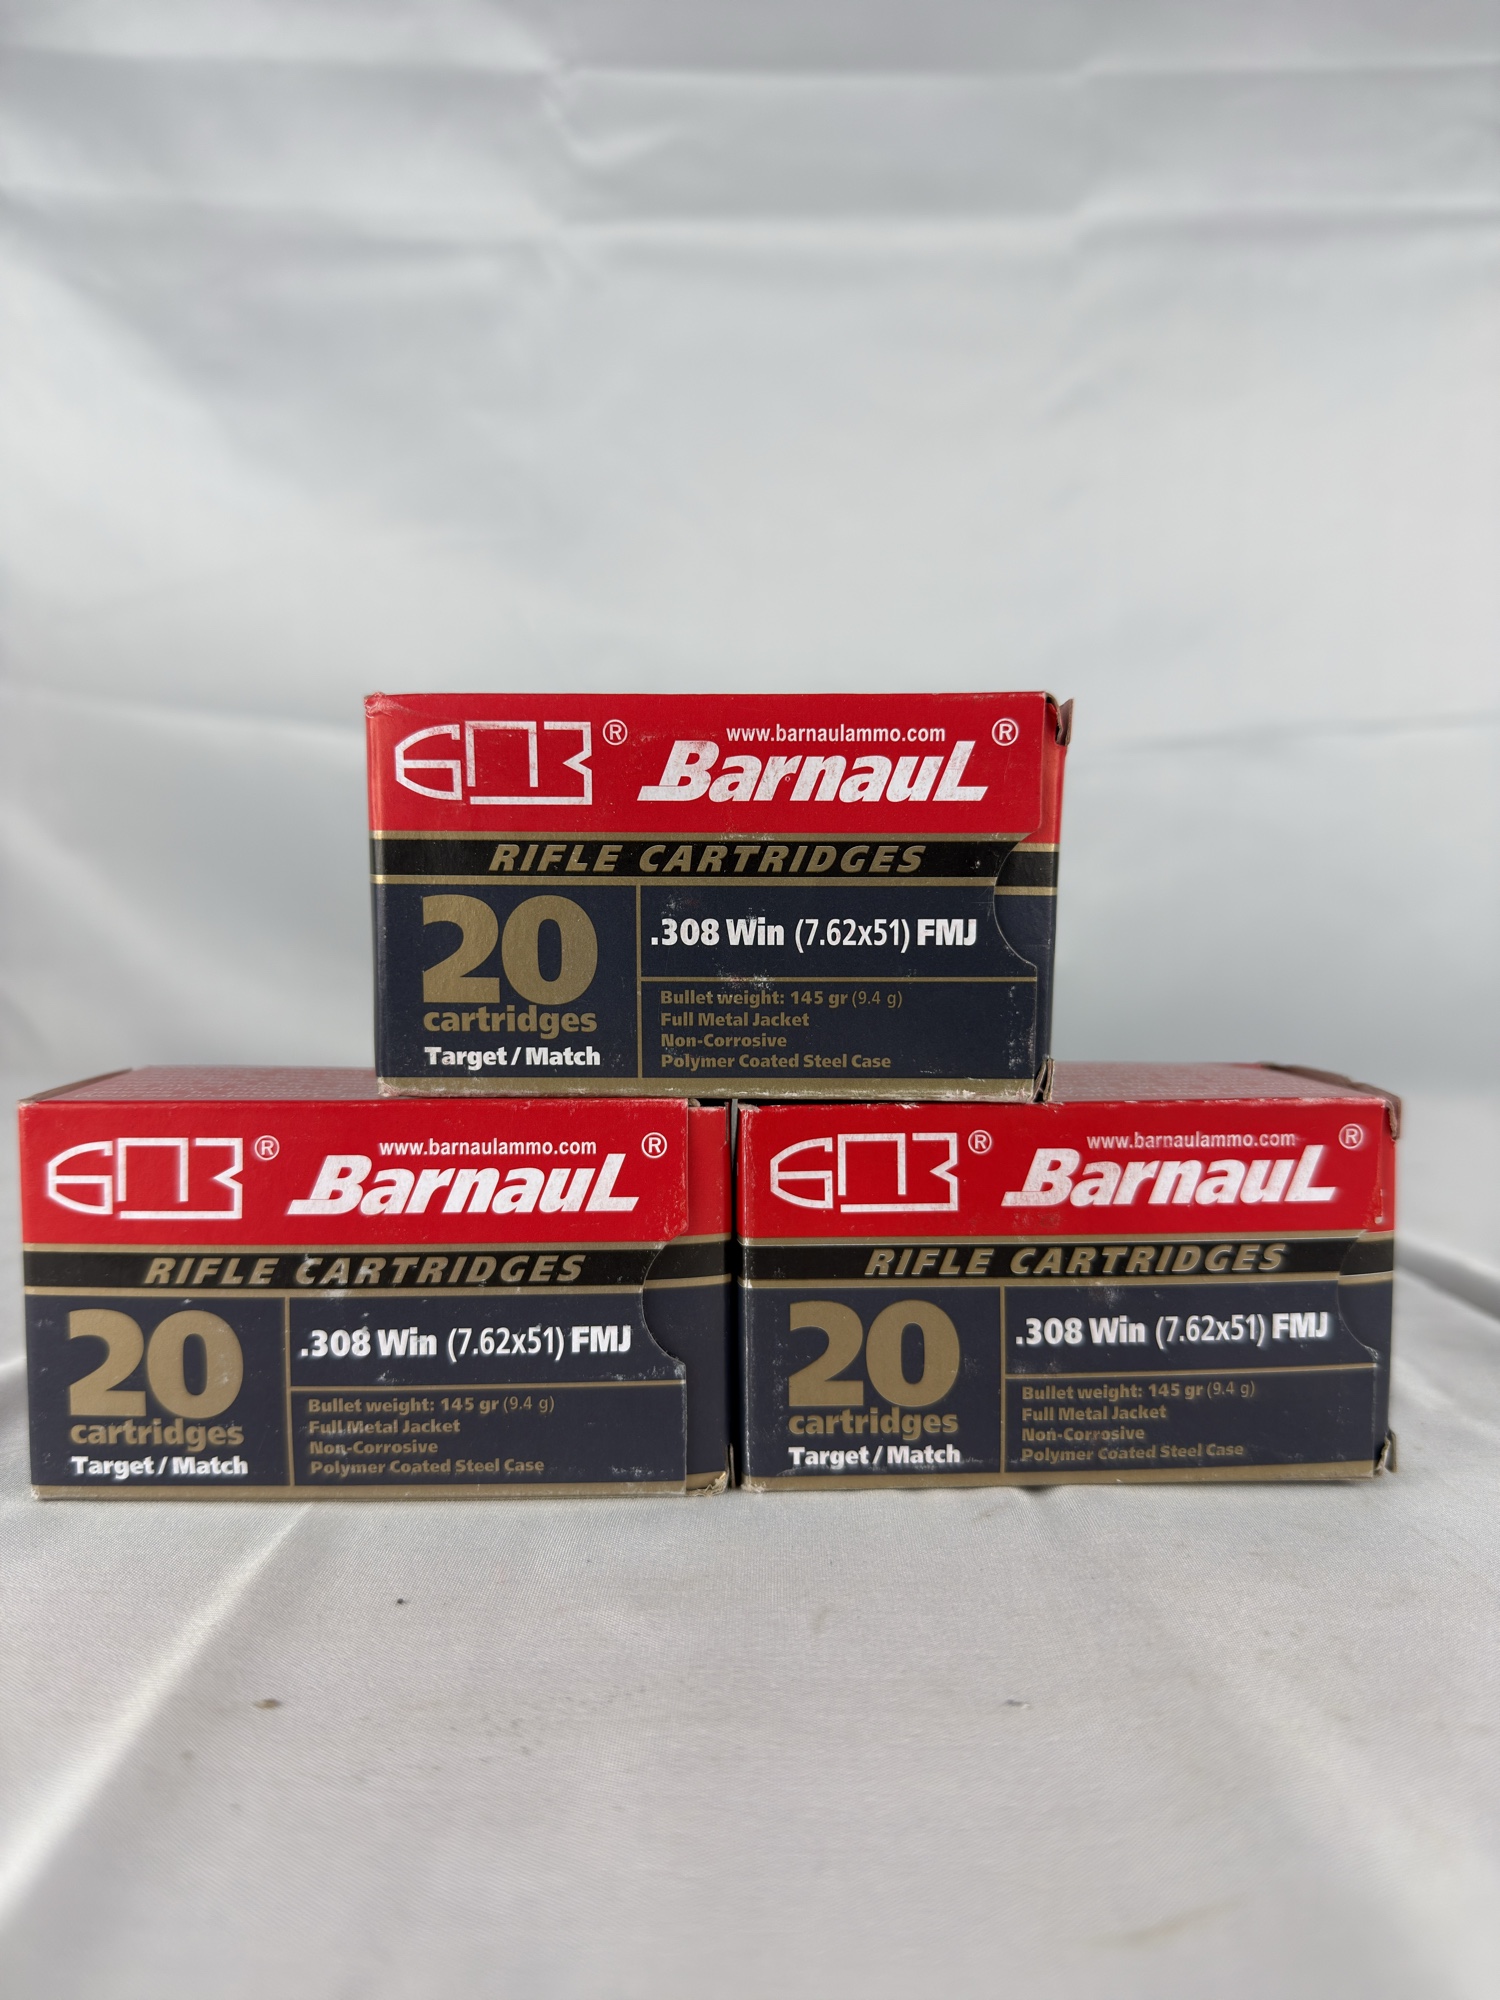 БПЗ ® www.barnaulammo.com ®
BarnauL
RIFLE CARTRIDGES
20
cartridges
Target / Match
.308 Win (7.62x51) FMJ
Bullet weight: 145 gr (9.4 g)
Full Metal Jacket
Non-Corrosive
Polymer Coated Steel Case
БПЗ ® www.barnaulammo.com ®
BarnauL
RIFLE CARTRIDGES
20
cartridges
Target / Match
.308 Win (7.62x51) FMJ
Bullet weight: 145 gr (9.4 g)
Full Metal Jacket
Non-Corrosive
Polymer Coated Steel Case
БПЗ ® www.barnaulammo.com ®
BarnauL
RIFLE CARTRIDGES
20
cartridges
Target / Match
.308 Win (7.62x51) FMJ
Bullet weight: 145 gr (9.4 g)
Full Metal Jacket
Non-Corrosive
Polymer Coated Steel Case